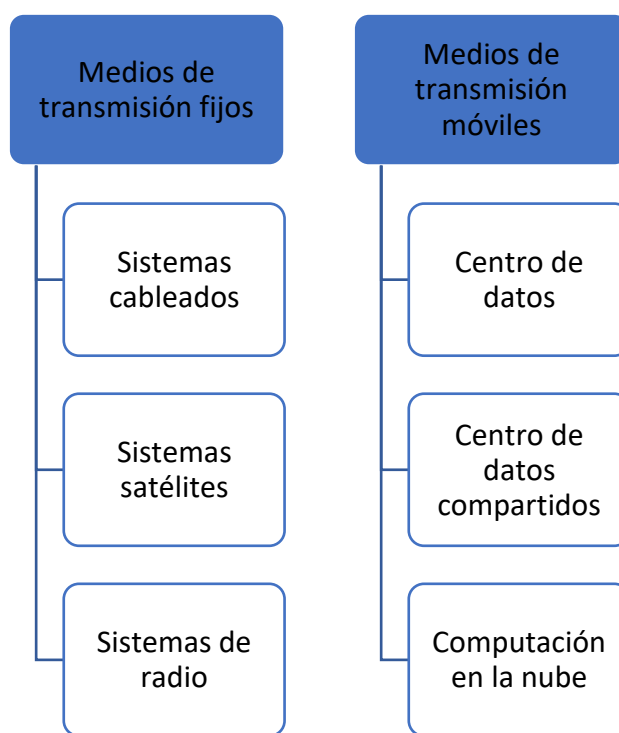 Medios de
transmisión fijos
Sistemas
cableados
Sistemas
satélites
Sistemas de
radio
Medios de
transmisión
móviles
Centro de
datos
Centro de
datos
compartidos
Computación
en la nube